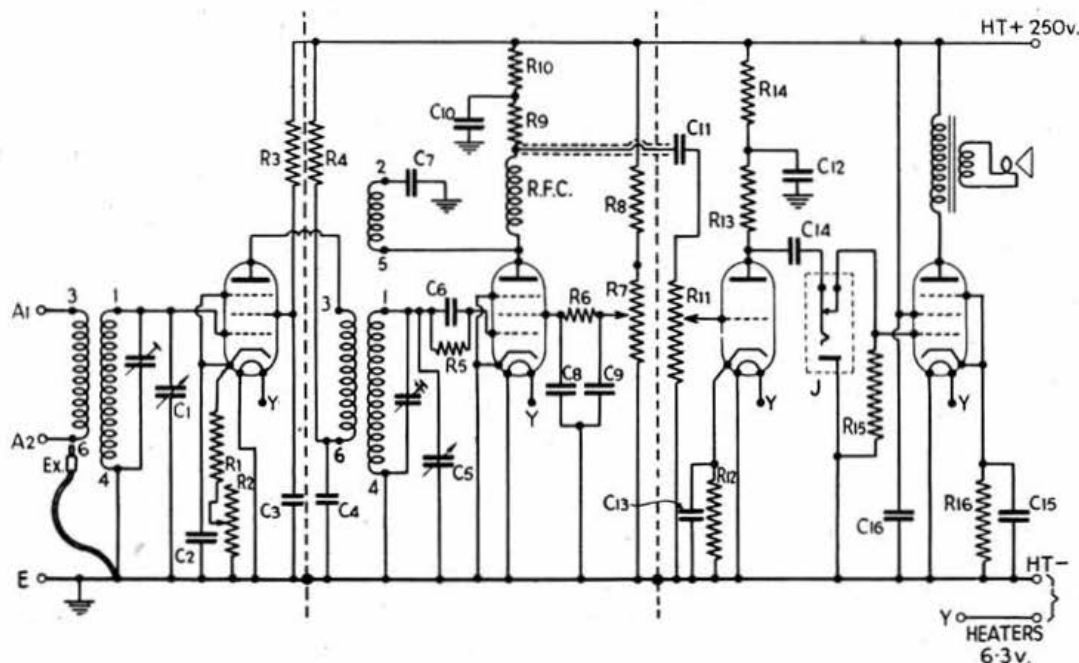 HT+ 250v.
R10
C10
R9
C11
R14
R3
R4
2
C7
R.F.C.
R8
C12
R13
5
C14
A1
3
1
3
1
C6
R6
R7
R11
R5
C8
C9
Y
Y
Y
J
Y
C1
A2
6
Ex.
4
R1
R2
6
4
C5
R15
R12
C2
C3
C4
C13
C16
R16
C15
E
HT-
Y
HEATERS
6·3v.